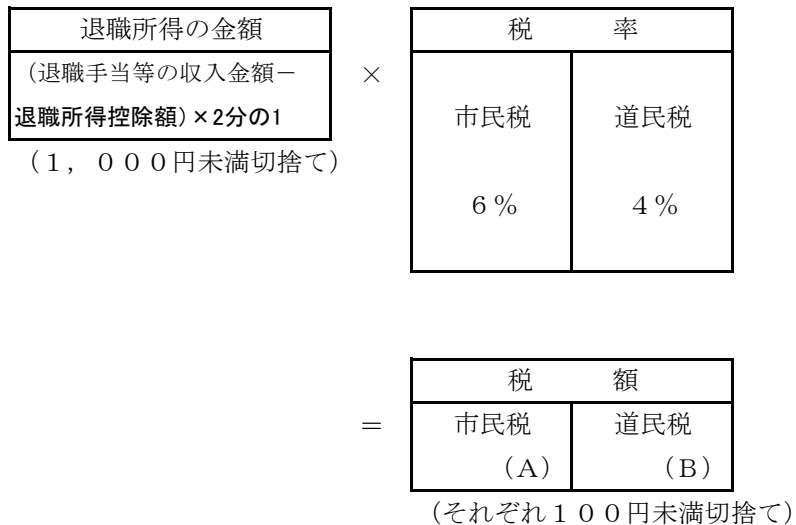 退職所得の金額
（退職手当等の収入金額－
退職所得控除額）×2分の1
（１，０００円未満切捨て）
×
税　　　率
市民税　道民税
６％　４％
＝
税　　　額
市民税　道民税
（Ａ）　（Ｂ）
（それぞれ１００円未満切捨て）